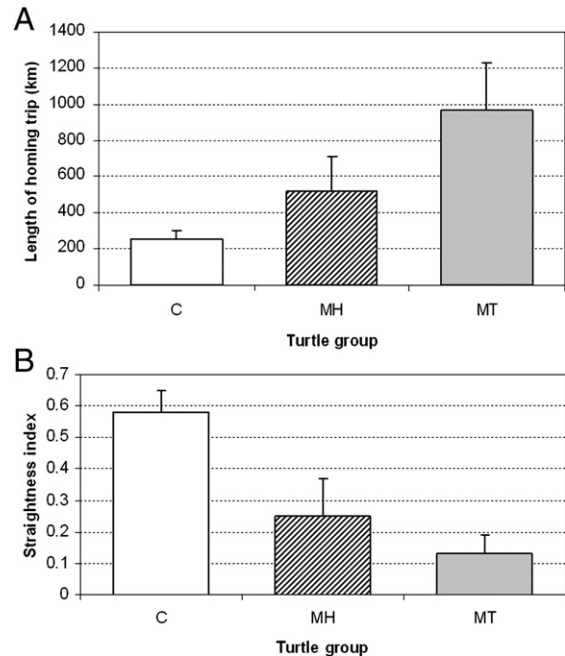 A
Length of homing trip (km)
1400
1200
1000
800
600
400
200
0
C MH MT
Turtle group
B
Straightness index
0.7
0.6
0.5
0.4
0.3
0.2
0.1
0
C MH MT
Turtle group